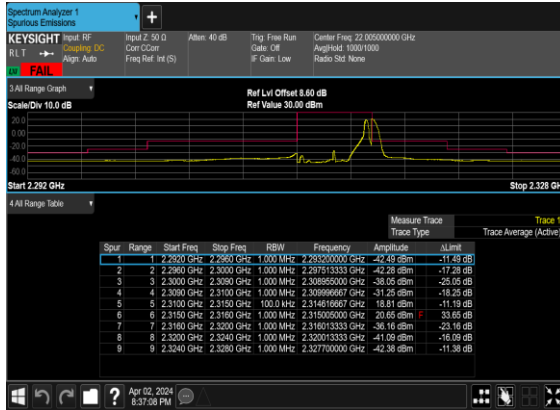 Spectrum Analyzer 1
Spurious Emissions
KEYSIGHT Input: RF Input Z: 50 Ω Atten: 40 dB Trig: Free Run Center Freq: 22.005000000 GHz
RLT Coupling: DC Corr CCorr Gate: Off Avg|Hold: 1000/1000
Align: Auto Freq Ref: Int (S) IF Gain: Low Radio Std: None
FAIL
3 All Range Graph Ref Lvl Offset 8.60 dB
Scale/Div 10.0 dB Ref Value 30.00 dBm
20.0
0.00
-20.0
-40.0
-60.0
Start 2.292 GHz Stop 2.328 GH
4 All Range Table
Measure Trace Trace 1
Trace Type Trace Average (Active)
Spur Range Start Freq Stop Freq RBW Frequency Amplitude ΔLimit
1 1 2.2920 GHz 2.2960 GHz 1.000 MHz 2.293200000 GHz -42.49 dBm -11.49 dB
2 2 2.2960 GHz 2.3000 GHz 1.000 MHz 2.297513333 GHz -42.28 dBm -17.28 dB
3 3 2.3000 GHz 2.3090 GHz 1.000 MHz 2.308955000 GHz -38.05 dBm -25.05 dB
4 4 2.3090 GHz 2.3100 GHz 1.000 MHz 2.309996667 GHz -31.25 dBm -18.25 dB
5 5 2.3100 GHz 2.3150 GHz 100.0 kHz 2.314616667 GHz 18.81 dBm -11.19 dB
6 6 2.3150 GHz 2.3160 GHz 1.000 MHz 2.315005000 GHz 20.65 dBm F 33.65 dB
7 7 2.3160 GHz 2.3200 GHz 1.000 MHz 2.316013333 GHz -36.16 dBm -23.16 dB
8 8 2.3200 GHz 2.3240 GHz 1.000 MHz 2.320013333 GHz -41.09 dBm -16.09 dB
9 9 2.3240 GHz 2.3280 GHz 1.000 MHz 2.327700000 GHz -42.38 dBm -11.38 dB
Apr 02, 2024
8:37:08 PM